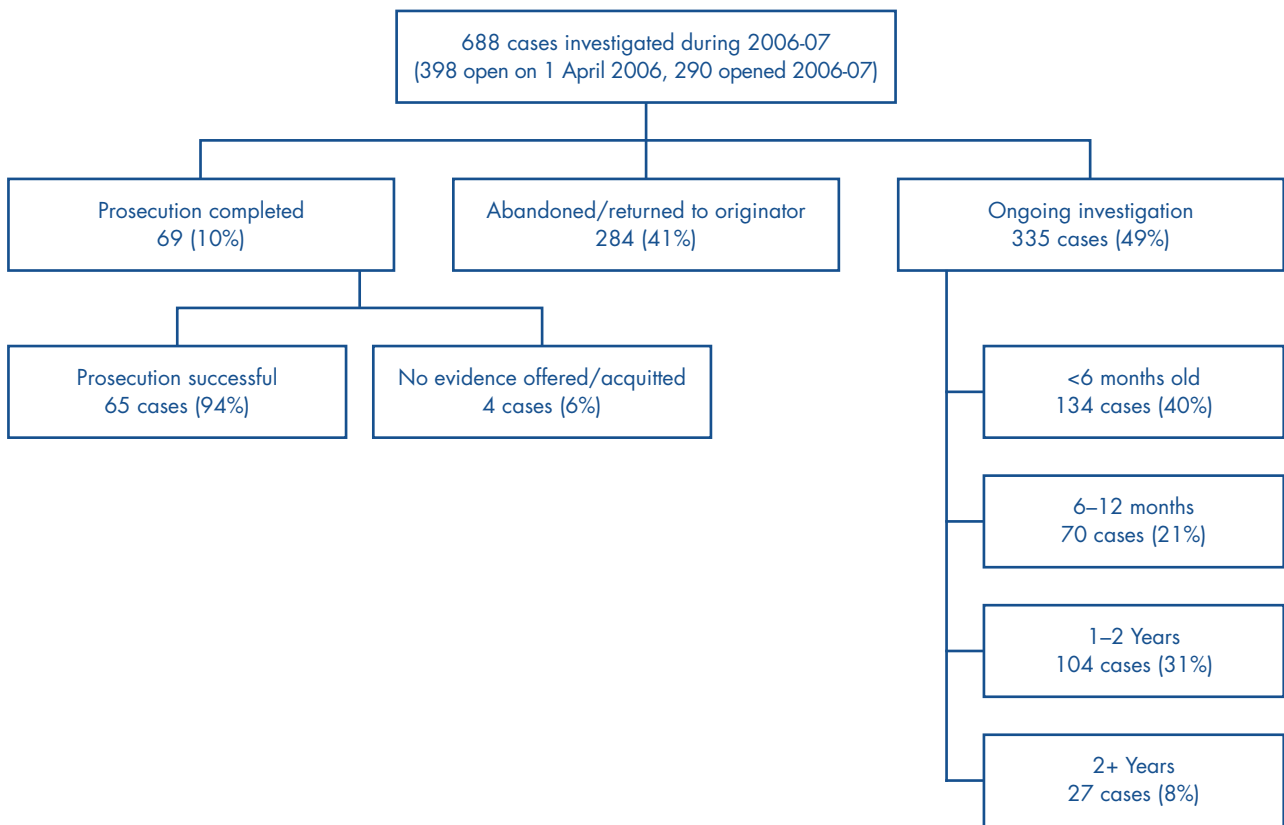 688 cases investigated during 2006-07
(398 open on 1 April 2006, 290 opened 2006-07)
Prosecution completed
69 (10%)
Abandoned/returned to originator
284 (41%)
Ongoing investigation
335 cases (49%)
Prosecution successful
65 cases (94%)
No evidence offered/acquitted
4 cases (6%)
<6 months old
134 cases (40%)
6–12 months
70 cases (21%)
1–2 Years
104 cases (31%)
2+ Years
27 cases (8%)